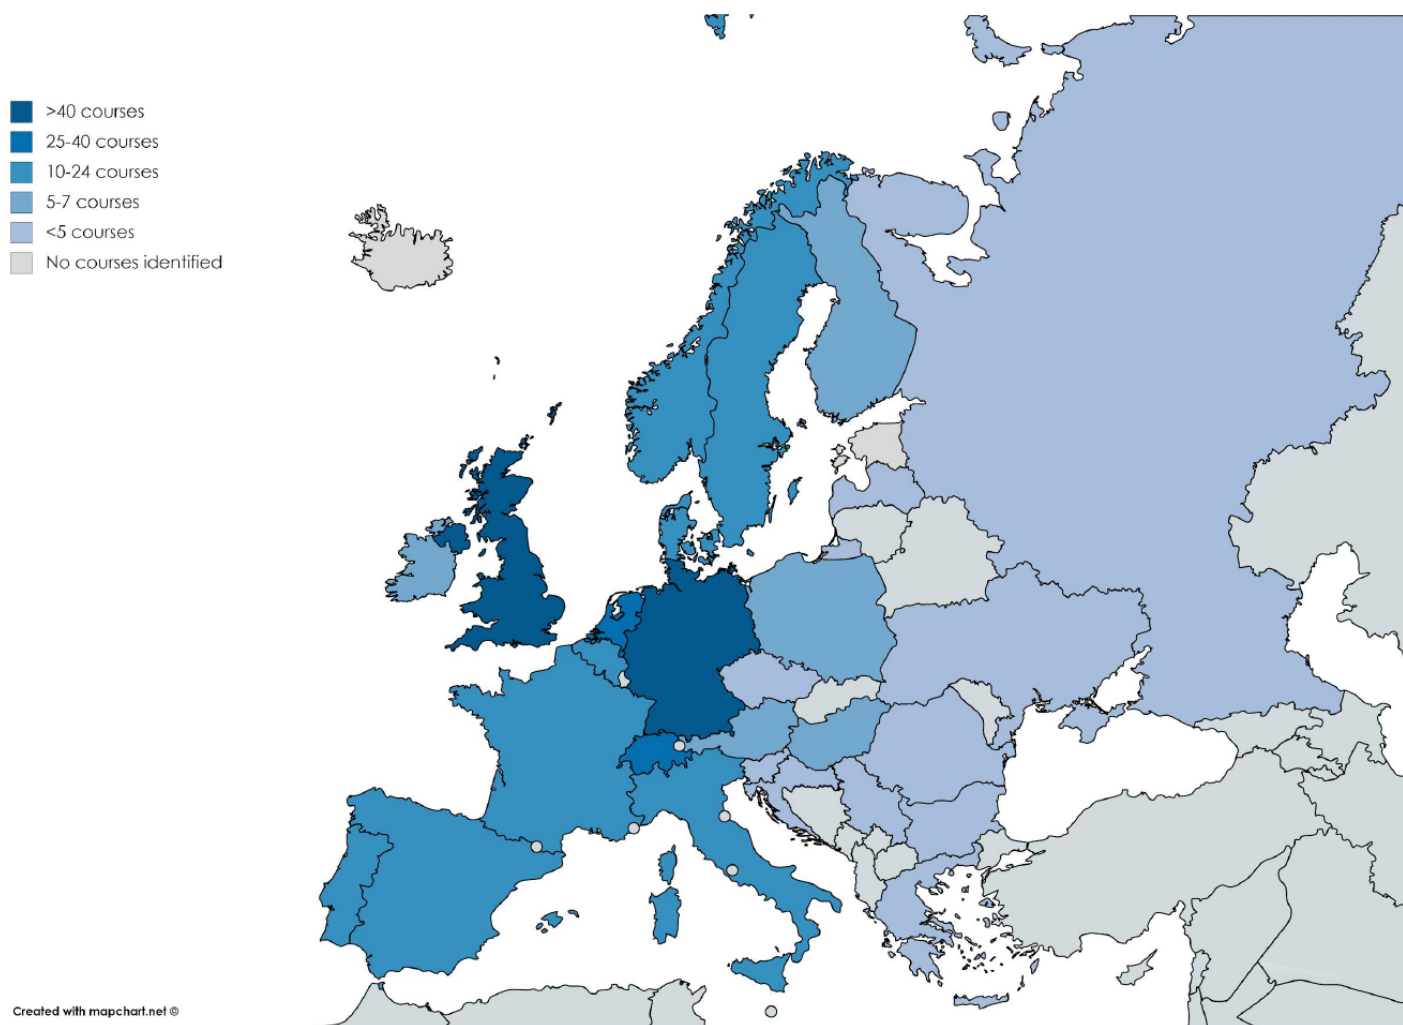 >40 courses
25-40 courses
10-24 courses
5-7 courses
<5 courses
No courses identified
Created with mapchart.net ©